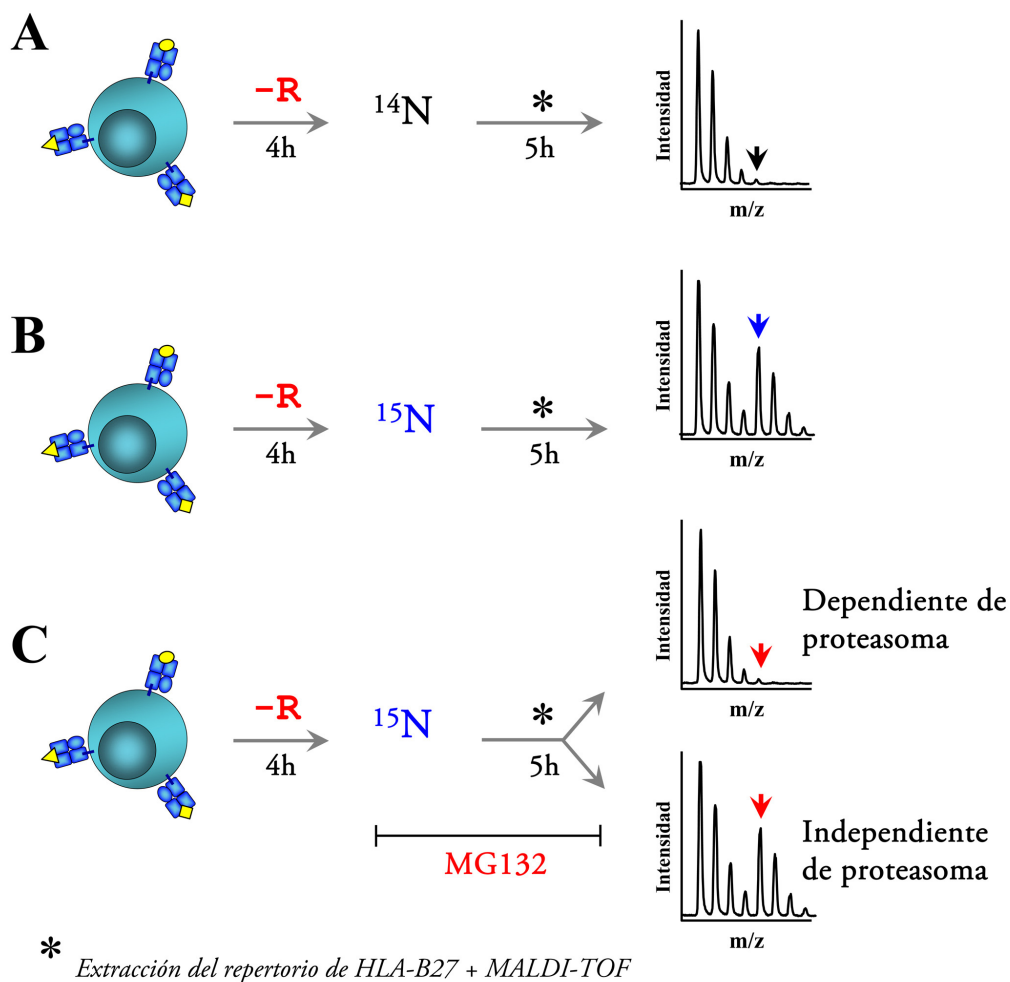 A
–R
4h
¹⁴N
*
5h
Intensidad
m/z
B
–R
4h
¹⁵N
*
5h
Intensidad
m/z
C
–R
4h
¹⁵N
*
5h
MG132
Intensidad
m/z
Dependiente de
proteasoma
Intensidad
m/z
Independiente
de proteasoma
* Extracción del repertorio de HLA-B27 + MALDI-TOF